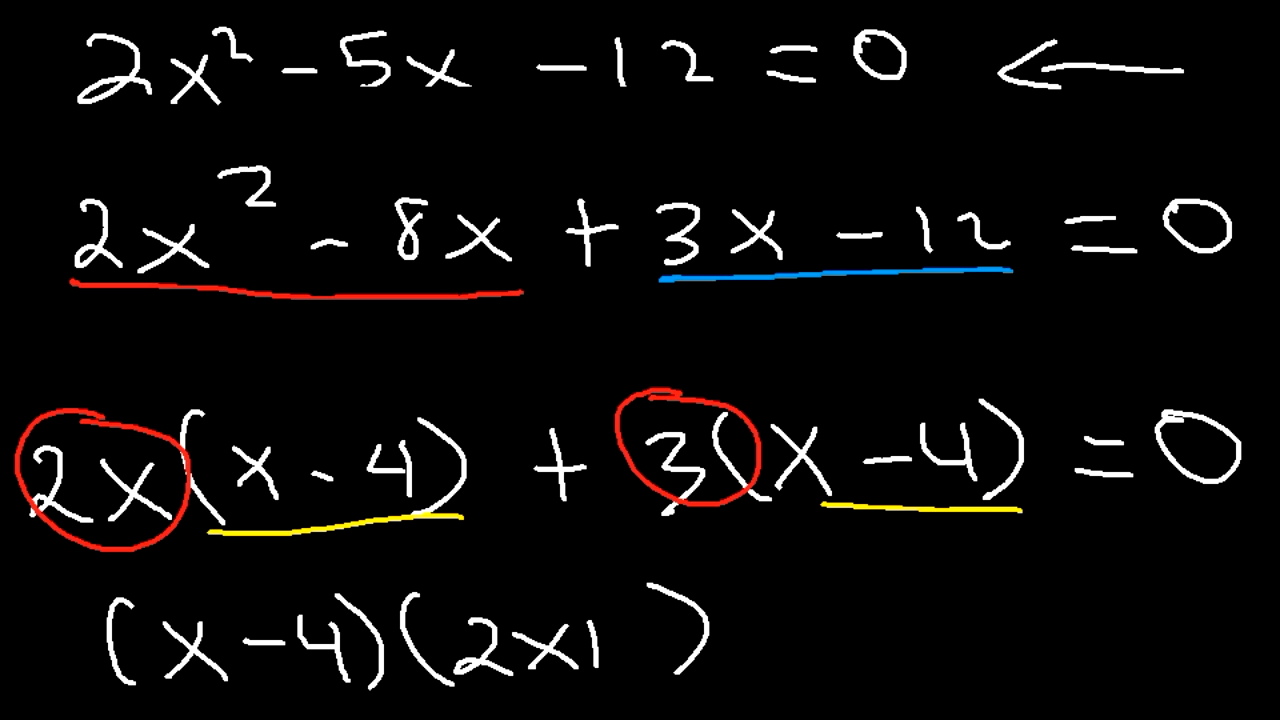 2x² - 5x - 12 = 0 ←
2x² - 8x + 3x - 12 = 0
2x(x - 4) + 3(x - 4) = 0
(x - 4)(2x1 )